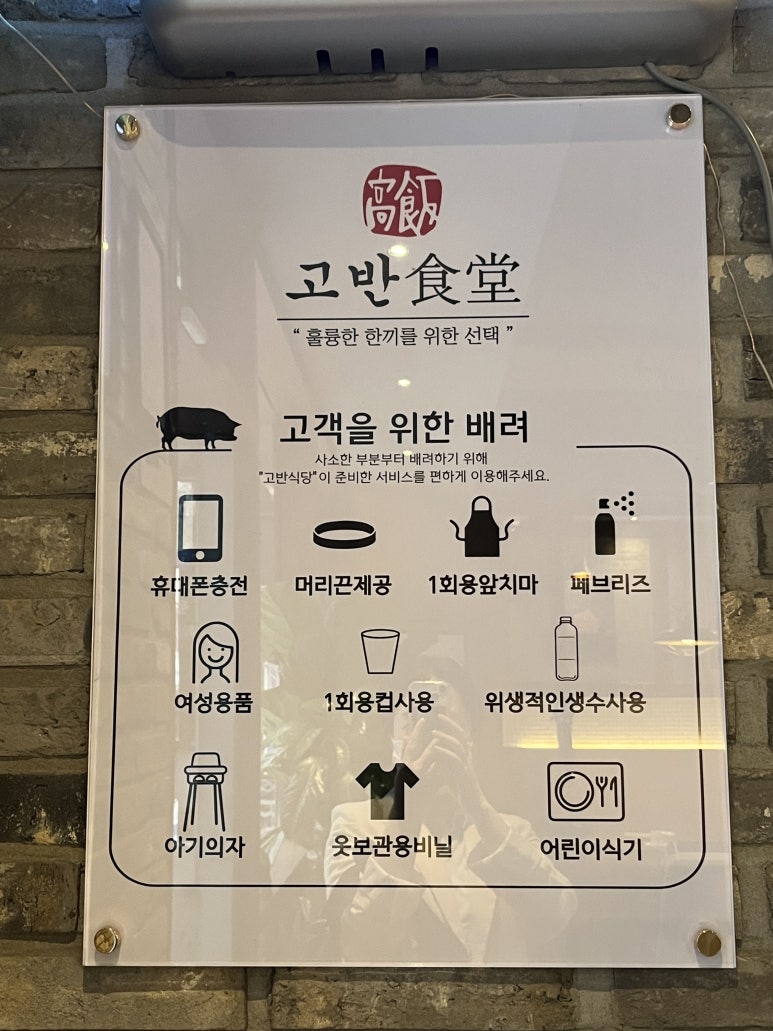 高飯
고반食堂
“ 훌륭한 한끼를 위한 선택 ”
고객을 위한 배려
사소한 부분부터 배려하기 위해
"고반식당"이 준비한 서비스를 편하게 이용해주세요.
휴대폰충전 머리끈제공 1회용앞치마 페브리즈
여성용품 1회용컵사용 위생적인생수사용
아기의자 옷보관용비닐 어린이식기